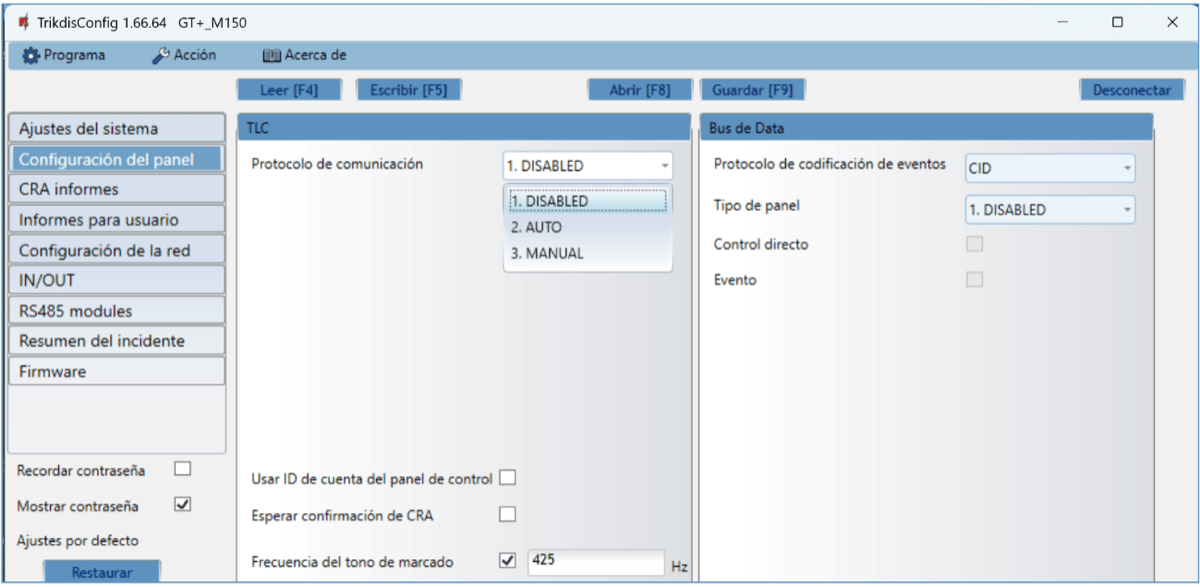 TrikdisConfig 1.66.64 GT+_M150
Programa Acción Acerca de
Leer [F4] Escribir [F5] Abrir [F8] Guardar [F9] Desconectar
Ajustes del sistema
Configuración del panel
CRA informes
Informes para usuario
Configuración de la red
IN/OUT
RS485 modules
Resumen del incidente
Firmware
Recordar contraseña
Mostrar contraseña
Ajustes por defecto
Restaurar
TLC
Protocolo de comunicación 1. DISABLED
1. DISABLED
2. AUTO
3. MANUAL
Usar ID de cuenta del panel de control
Esperar confirmación de CRA
Frecuencia del tono de marcado 425 Hz
Bus de Data
Protocolo de codificación de eventos CID
Tipo de panel 1. DISABLED
Control directo
Evento